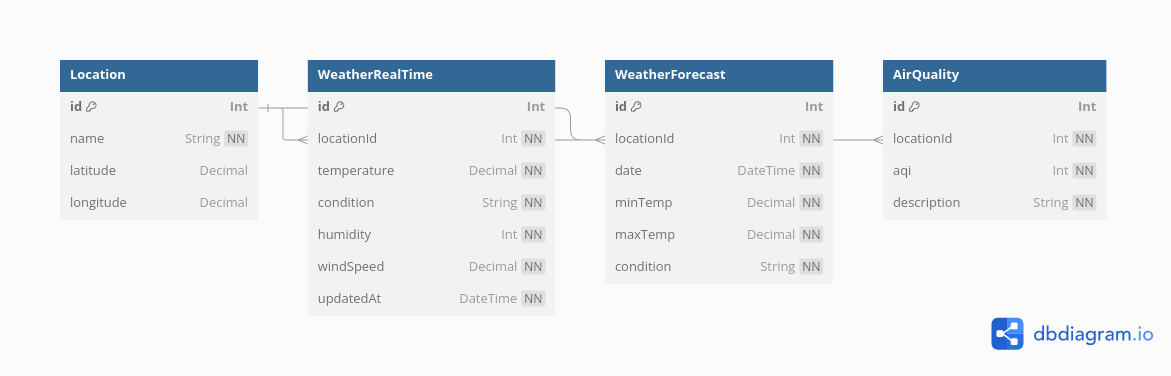 Location
id Int
name String NN
latitude Decimal
longitude Decimal
WeatherRealTime
id Int
locationId Int NN
temperature Decimal NN
condition String NN
humidity Int NN
windSpeed Decimal NN
updatedAt DateTime NN
WeatherForecast
id Int
locationId Int NN
date DateTime NN
minTemp Decimal NN
maxTemp Decimal NN
condition String NN
AirQuality
id Int
locationId Int NN
aqi Int NN
description String NN
dbdiagram.io